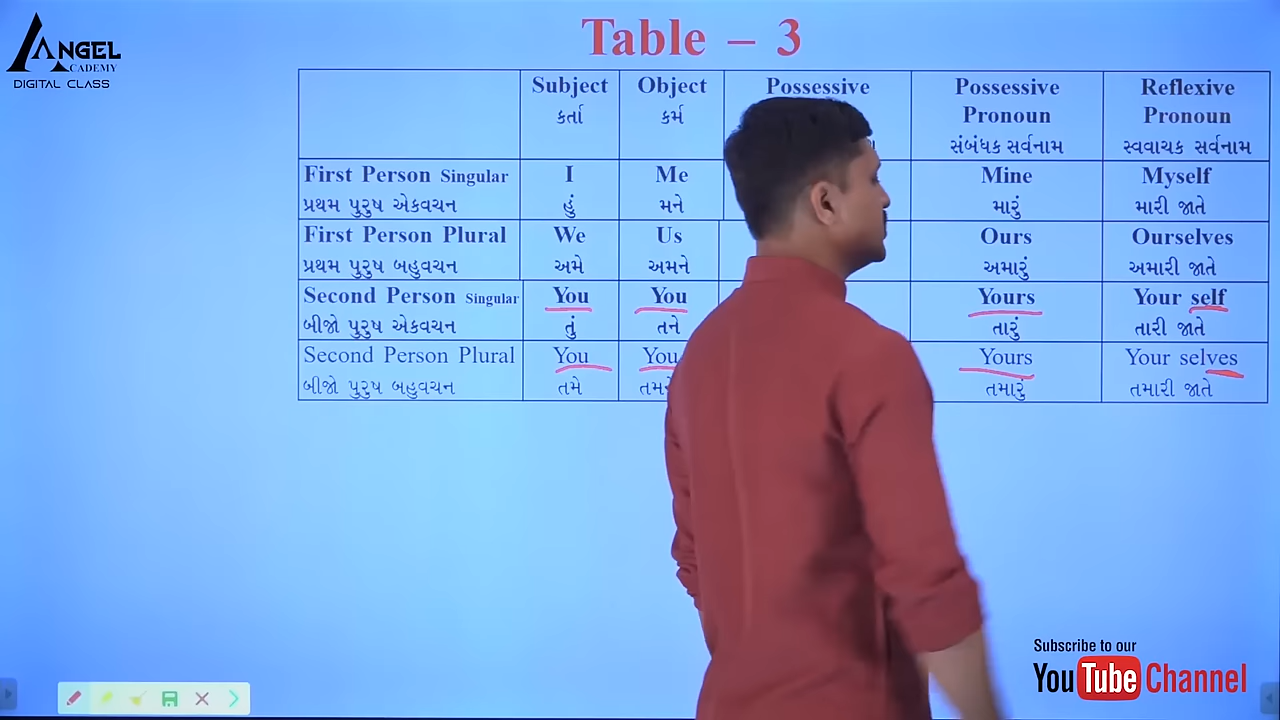 ANGEL
ACADEMY
DIGITAL CLASS
Table – 3
Subject
કર્તા
Object
કર્મ
Possessive
Possessive
Pronoun
સંબંધક સર્વનામ
Reflexive
Pronoun
સ્વવાચક સર્વનામ
First Person Singular
પ્રથમ પુરુષ એકવચન
I
હું
Me
મને
Mine
મારું
Myself
મારી જાતે
First Person Plural
પ્રથમ પુરુષ બહુવચન
We
અમે
Us
અમને
Ours
અમારું
Ourselves
અમારી જાતે
Second Person Singular
બીજો પુરુષ એકવચન
You
તું
You
તને
Yours
તારું
Your self
તારી જાતે
Second Person Plural
બીજો પુરુષ બહુવચન
You
તમે
You
Yours
તમારું
Your selves
તમારી જાતે
Subscribe to our
YouTube Channel